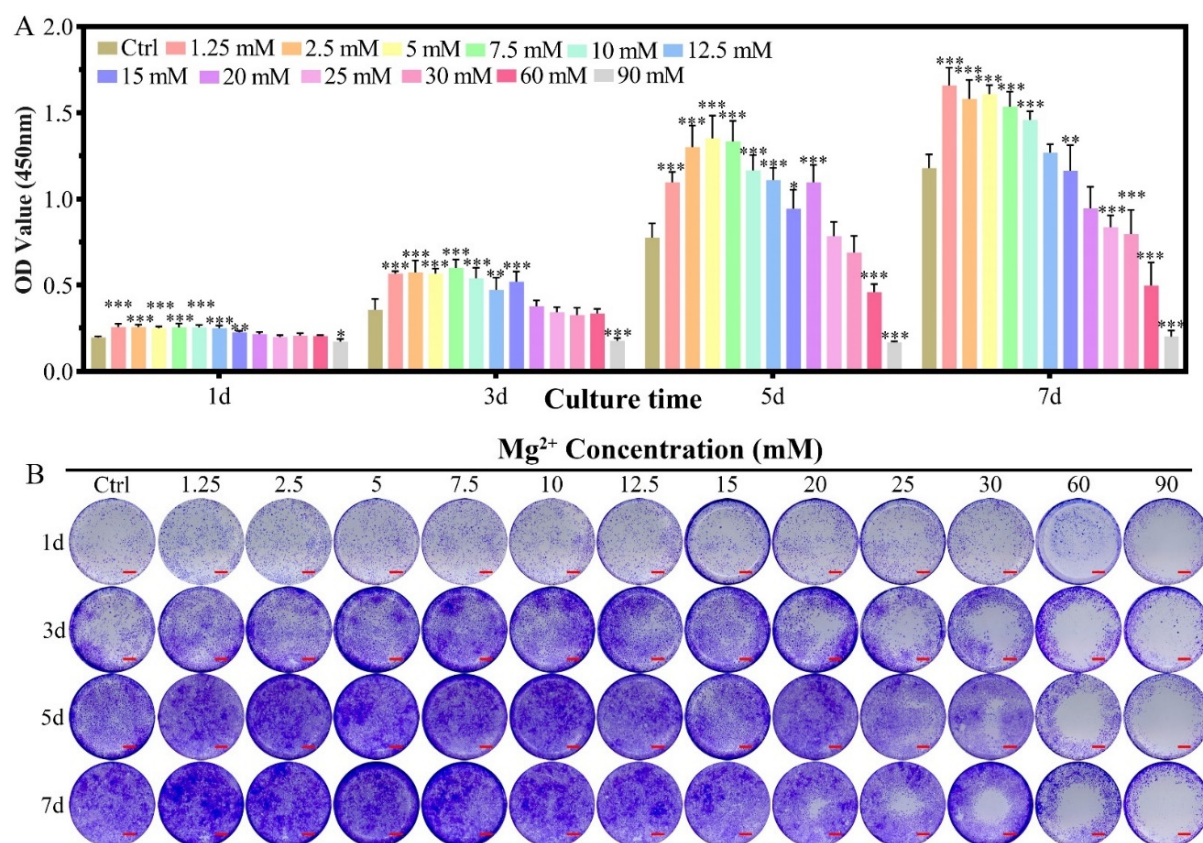 A
2.0
Ctrl 1.25 mM 2.5 mM 5 mM 7.5 mM 10 mM 12.5 mM
15 mM 20 mM 25 mM 30 mM 60 mM 90 mM
OD Value (450nm)
1.5
1.0
0.5
0.0
*** *** *** *** *** *** ** *
*** *** *** *** *** ** *** ***
*** *** *** *** *** *** * *** *** ***
*** *** *** *** *** ** *** *** *** ***
1d 3d 5d 7d
Culture time
Mg²⁺ Concentration (mM)
B
Ctrl 1.25 2.5 5 7.5 10 12.5 15 20 25 30 60 90
1d
3d
5d
7d